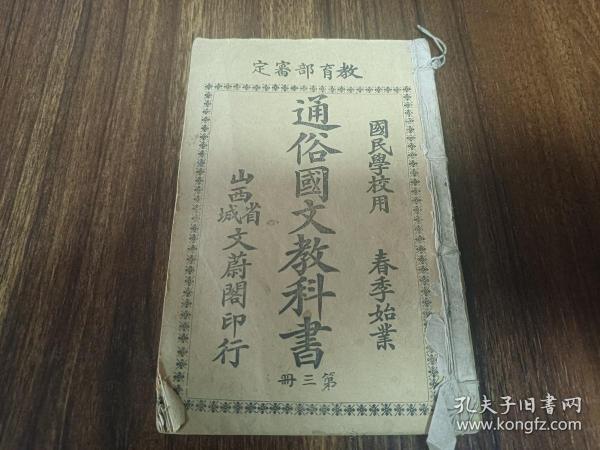 教育部審定
國民學校用 春季始業
通俗國文教科書
第三冊
山西省城文蔚閣印行
孔夫子旧书网
www.kongfz.com